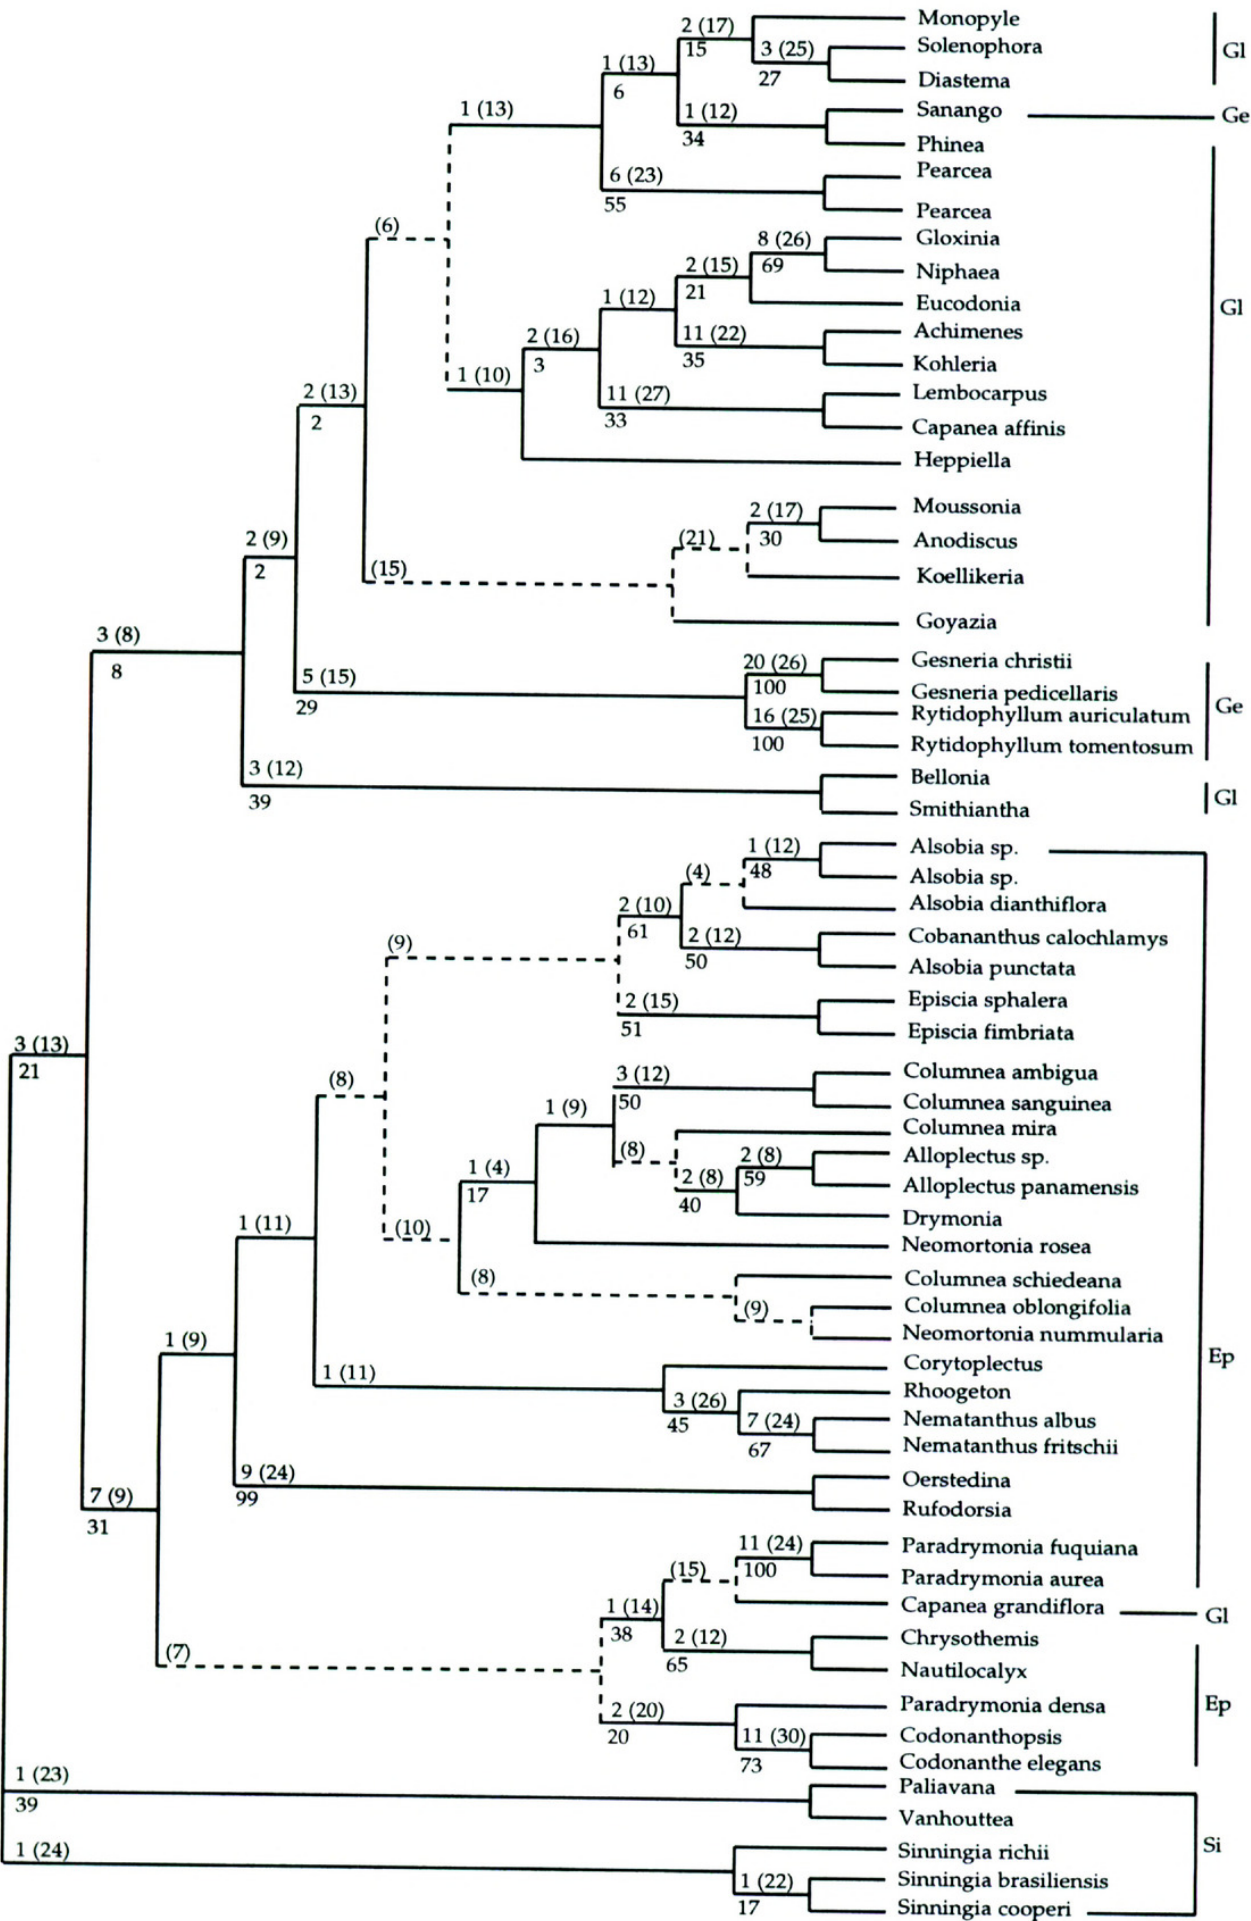 Monopyle
2 (17)
15
3 (25)
27
Solenophora
Gl
Diastema
1 (13)
6
1 (13)
1 (12)
34
Sanango
Ge
Phinea
6 (23)
55
Pearcea
Pearcea
(6)
8 (26)
69
Gloxinia
2 (15)
21
Niphaea
1 (12)
Eucodonia
Gl
2 (16)
3
11 (22)
35
Achimenes
Kohleria
1 (10)
2 (13)
2
11 (27)
33
Lembocarpus
Capanea affinis
Heppiella
2 (17)
30
Moussonia
(21)
Anodiscus
2 (9)
2
(15)
Koellikeria
Goyazia
3 (8)
8
20 (26)
100
Gesneria christii
5 (15)
29
Gesneria pedicellaris
Ge
16 (25)
100
Rytidophyllum auriculatum
Rytidophyllum tomentosum
3 (12)
39
Bellonia
Gl
Smithiantha
1 (12)
48
Alsobia sp.
(4)
Alsobia sp.
2 (10)
61
Alsobia dianthiflora
(9)
2 (12)
50
Cobananthus calochlamys
Alsobia punctata
2 (15)
51
Episcia sphalera
Episcia fimbriata
3 (13)
21
(8)
3 (12)
50
Columnea ambigua
1 (9)
Columnea sanguinea
Columnea mira
(8)
2 (8)
59
Alloplectus sp.
1 (4)
17
2 (8)
40
Alloplectus panamensis
Drymonia
1 (11)
(10)
Neomortonia rosea
(8)
Columnea schiedeana
(9)
Columnea oblongifolia
Neomortonia nummularia
1 (9)
Ep
1 (11)
Corytoplectus
3 (26)
45
Rhoogeton
7 (24)
67
Nematanthus albus
Nematanthus fritschii
9 (24)
99
Oerstedina
7 (9)
31
Rufodorsia
11 (24)
100
Paradrymonia fuquiana
(15)
Paradrymonia aurea
1 (14)
38
Capanea grandiflora
Gl
2 (12)
65
Chrysothemis
(7)
Nautilocalyx
2 (20)
20
Paradrymonia densa
Ep
11 (30)
73
Codonanthopsis
Codonanthe elegans
1 (23)
39
Paliavana
Vanhouttea
Si
1 (24)
Sinningia richii
1 (22)
17
Sinningia brasiliensis
Sinningia cooperi